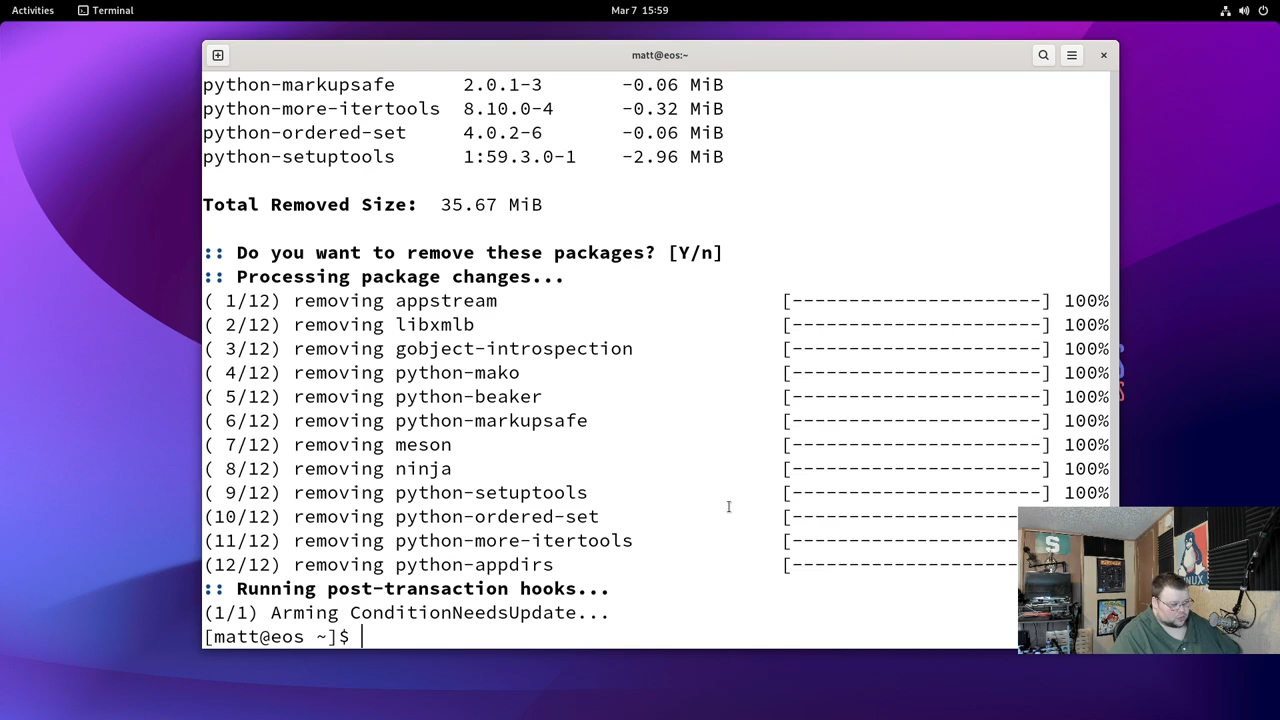 Activities
Terminal
Mar 7 15:59
matt@eos:~
python-markupsafe 2.0.1-3 -0.06 MiB
python-more-itertools 8.10.0-4 -0.32 MiB
python-ordered-set 4.0.2-6 -0.06 MiB
python-setuptools 1:59.3.0-1 -2.96 MiB
Total Removed Size: 35.67 MiB
:: Do you want to remove these packages? [Y/n]
:: Processing package changes...
( 1/12) removing appstream [----------------------] 100%
( 2/12) removing libxmlb [----------------------] 100%
( 3/12) removing gobject-introspection [----------------------] 100%
( 4/12) removing python-mako [----------------------] 100%
( 5/12) removing python-beaker [----------------------] 100%
( 6/12) removing python-markupsafe [----------------------] 100%
( 7/12) removing meson [----------------------] 100%
( 8/12) removing ninja [----------------------] 100%
( 9/12) removing python-setuptools [----------------------] 100%
(10/12) removing python-ordered-set [--------------------
(11/12) removing python-more-itertools [--------------------
(12/12) removing python-appdirs [--------------------
:: Running post-transaction hooks...
(1/1) Arming ConditionNeedsUpdate...
[matt@eos ~]$
S